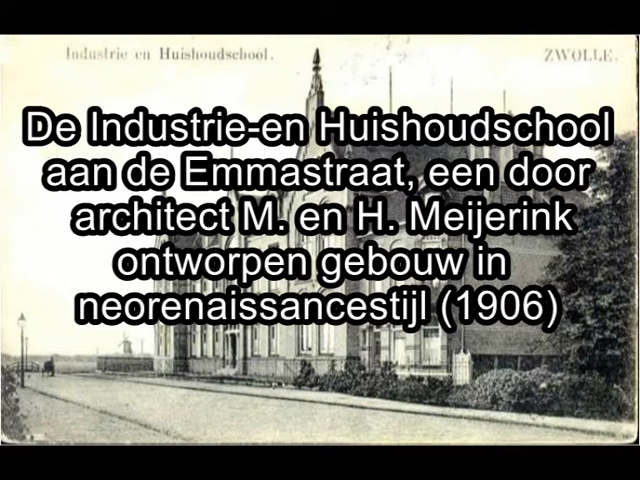 Industrie en Huishoudschool.
ZWOLLE.
De Industrie-en Huishoudschool
aan de Emmastraat, een door
architect M. en H. Meijerink
ontworpen gebouw in
neorenaissancestijl (1906)